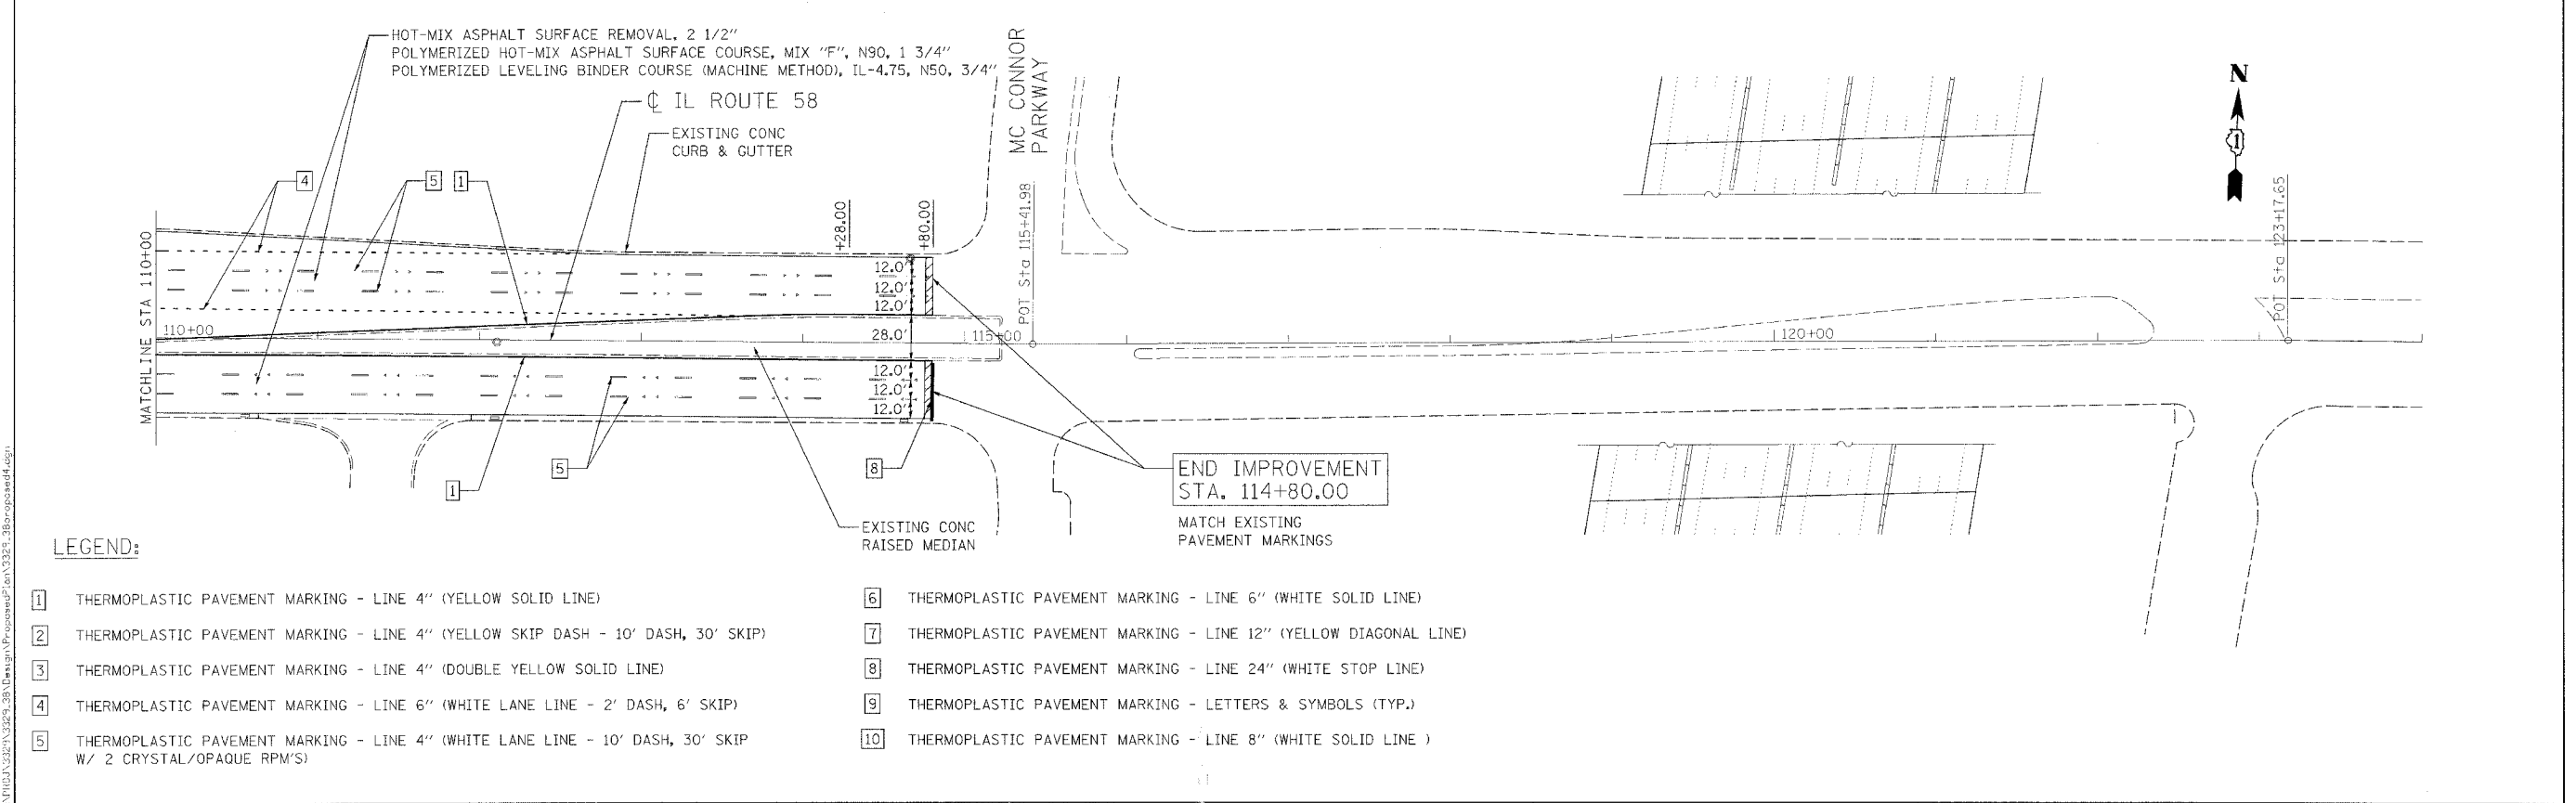 HOT-MIX ASPHALT SURFACE REMOVAL, 2 1/2"
POLYMERIZED HOT-MIX ASPHALT SURFACE COURSE, MIX "F", N90, 1 3/4"
POLYMERIZED LEVELING BINDER COURSE (MACHINE METHOD), IL-4.75, N50, 3/4"
℄ IL ROUTE 58
EXISTING CONC
CURB & GUTTER
MC CONNOR
PARKWAY
N
1
4
5 1
+28.00
+80.00
POT Sta 115+41.98
POT Sta 123+17.65
MATCHLINE STA 110+00
12.0'
12.0'
12.0'
110+00
28.0'
115+00
120+00
12.0'
12.0'
12.0'
5
8
1
END IMPROVEMENT
STA. 114+80.00
MATCH EXISTING
PAVEMENT MARKINGS
EXISTING CONC
RAISED MEDIAN
LEGEND:
1 THERMOPLASTIC PAVEMENT MARKING - LINE 4" (YELLOW SOLID LINE)
2 THERMOPLASTIC PAVEMENT MARKING - LINE 4" (YELLOW SKIP DASH - 10' DASH, 30' SKIP)
3 THERMOPLASTIC PAVEMENT MARKING - LINE 4" (DOUBLE YELLOW SOLID LINE)
4 THERMOPLASTIC PAVEMENT MARKING - LINE 6" (WHITE LANE LINE - 2' DASH, 6' SKIP)
5 THERMOPLASTIC PAVEMENT MARKING - LINE 4" (WHITE LANE LINE - 10' DASH, 30' SKIP
W/ 2 CRYSTAL/OPAQUE RPM'S)
6 THERMOPLASTIC PAVEMENT MARKING - LINE 6" (WHITE SOLID LINE)
7 THERMOPLASTIC PAVEMENT MARKING - LINE 12" (YELLOW DIAGONAL LINE)
8 THERMOPLASTIC PAVEMENT MARKING - LINE 24" (WHITE STOP LINE)
9 THERMOPLASTIC PAVEMENT MARKING - LETTERS & SYMBOLS (TYP.)
10 THERMOPLASTIC PAVEMENT MARKING - LINE 8" (WHITE SOLID LINE )